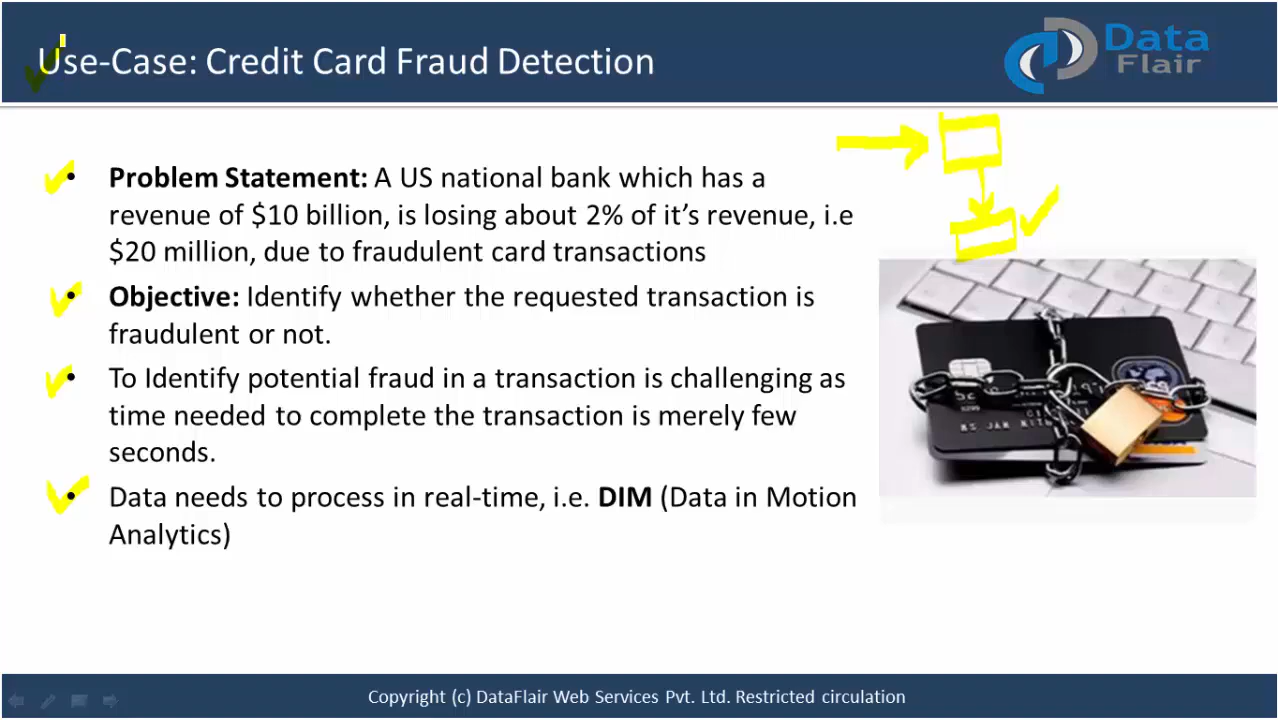 Use-Case: Credit Card Fraud Detection
Data
Flair
• Problem Statement: A US national bank which has a
revenue of $10 billion, is losing about 2% of it’s revenue, i.e
$20 million, due to fraudulent card transactions
• Objective: Identify whether the requested transaction is
fraudulent or not.
• To Identify potential fraud in a transaction is challenging as
time needed to complete the transaction is merely few
seconds.
• Data needs to process in real-time, i.e. DIM (Data in Motion
Analytics)
Copyright (c) DataFlair Web Services Pvt. Ltd. Restricted circulation